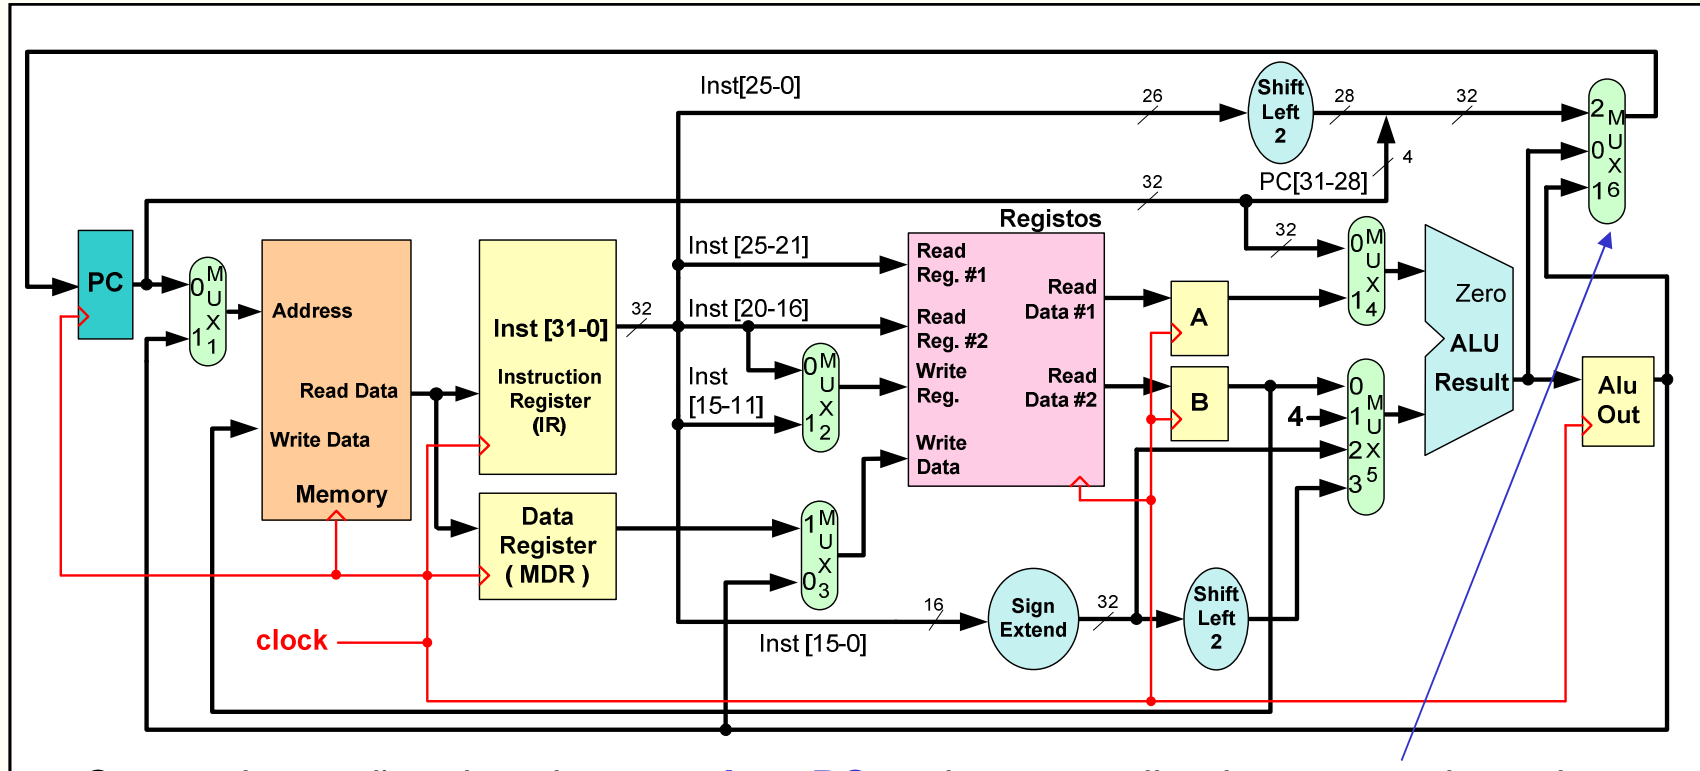 Inst[25-0]
26
Shift
Left
2
28
32
2
0
1
M
U
X
6
4
PC[31-28]
32
Registos
PC
0
1
M
U
X
1
Address
Read Data
Write Data
Memory
Inst [31-0]
Instruction
Register
(IR)
32
Data
Register
( MDR )
Inst [25-21]
Inst [20-16]
Inst
[15-11]
0
1
M
U
X
2
1
0
M
U
X
3
Read
Reg. #1
Read
Reg. #2
Write
Reg.
Write
Data
Read
Data #1
Read
Data #2
A
B
32
0
1
M
U
X
4
4
0
1
2
3
M
U
X
5
Zero
ALU
Result
Alu
Out
16
Inst [15-0]
Sign
Extend
32
Shift
Left
2
clock